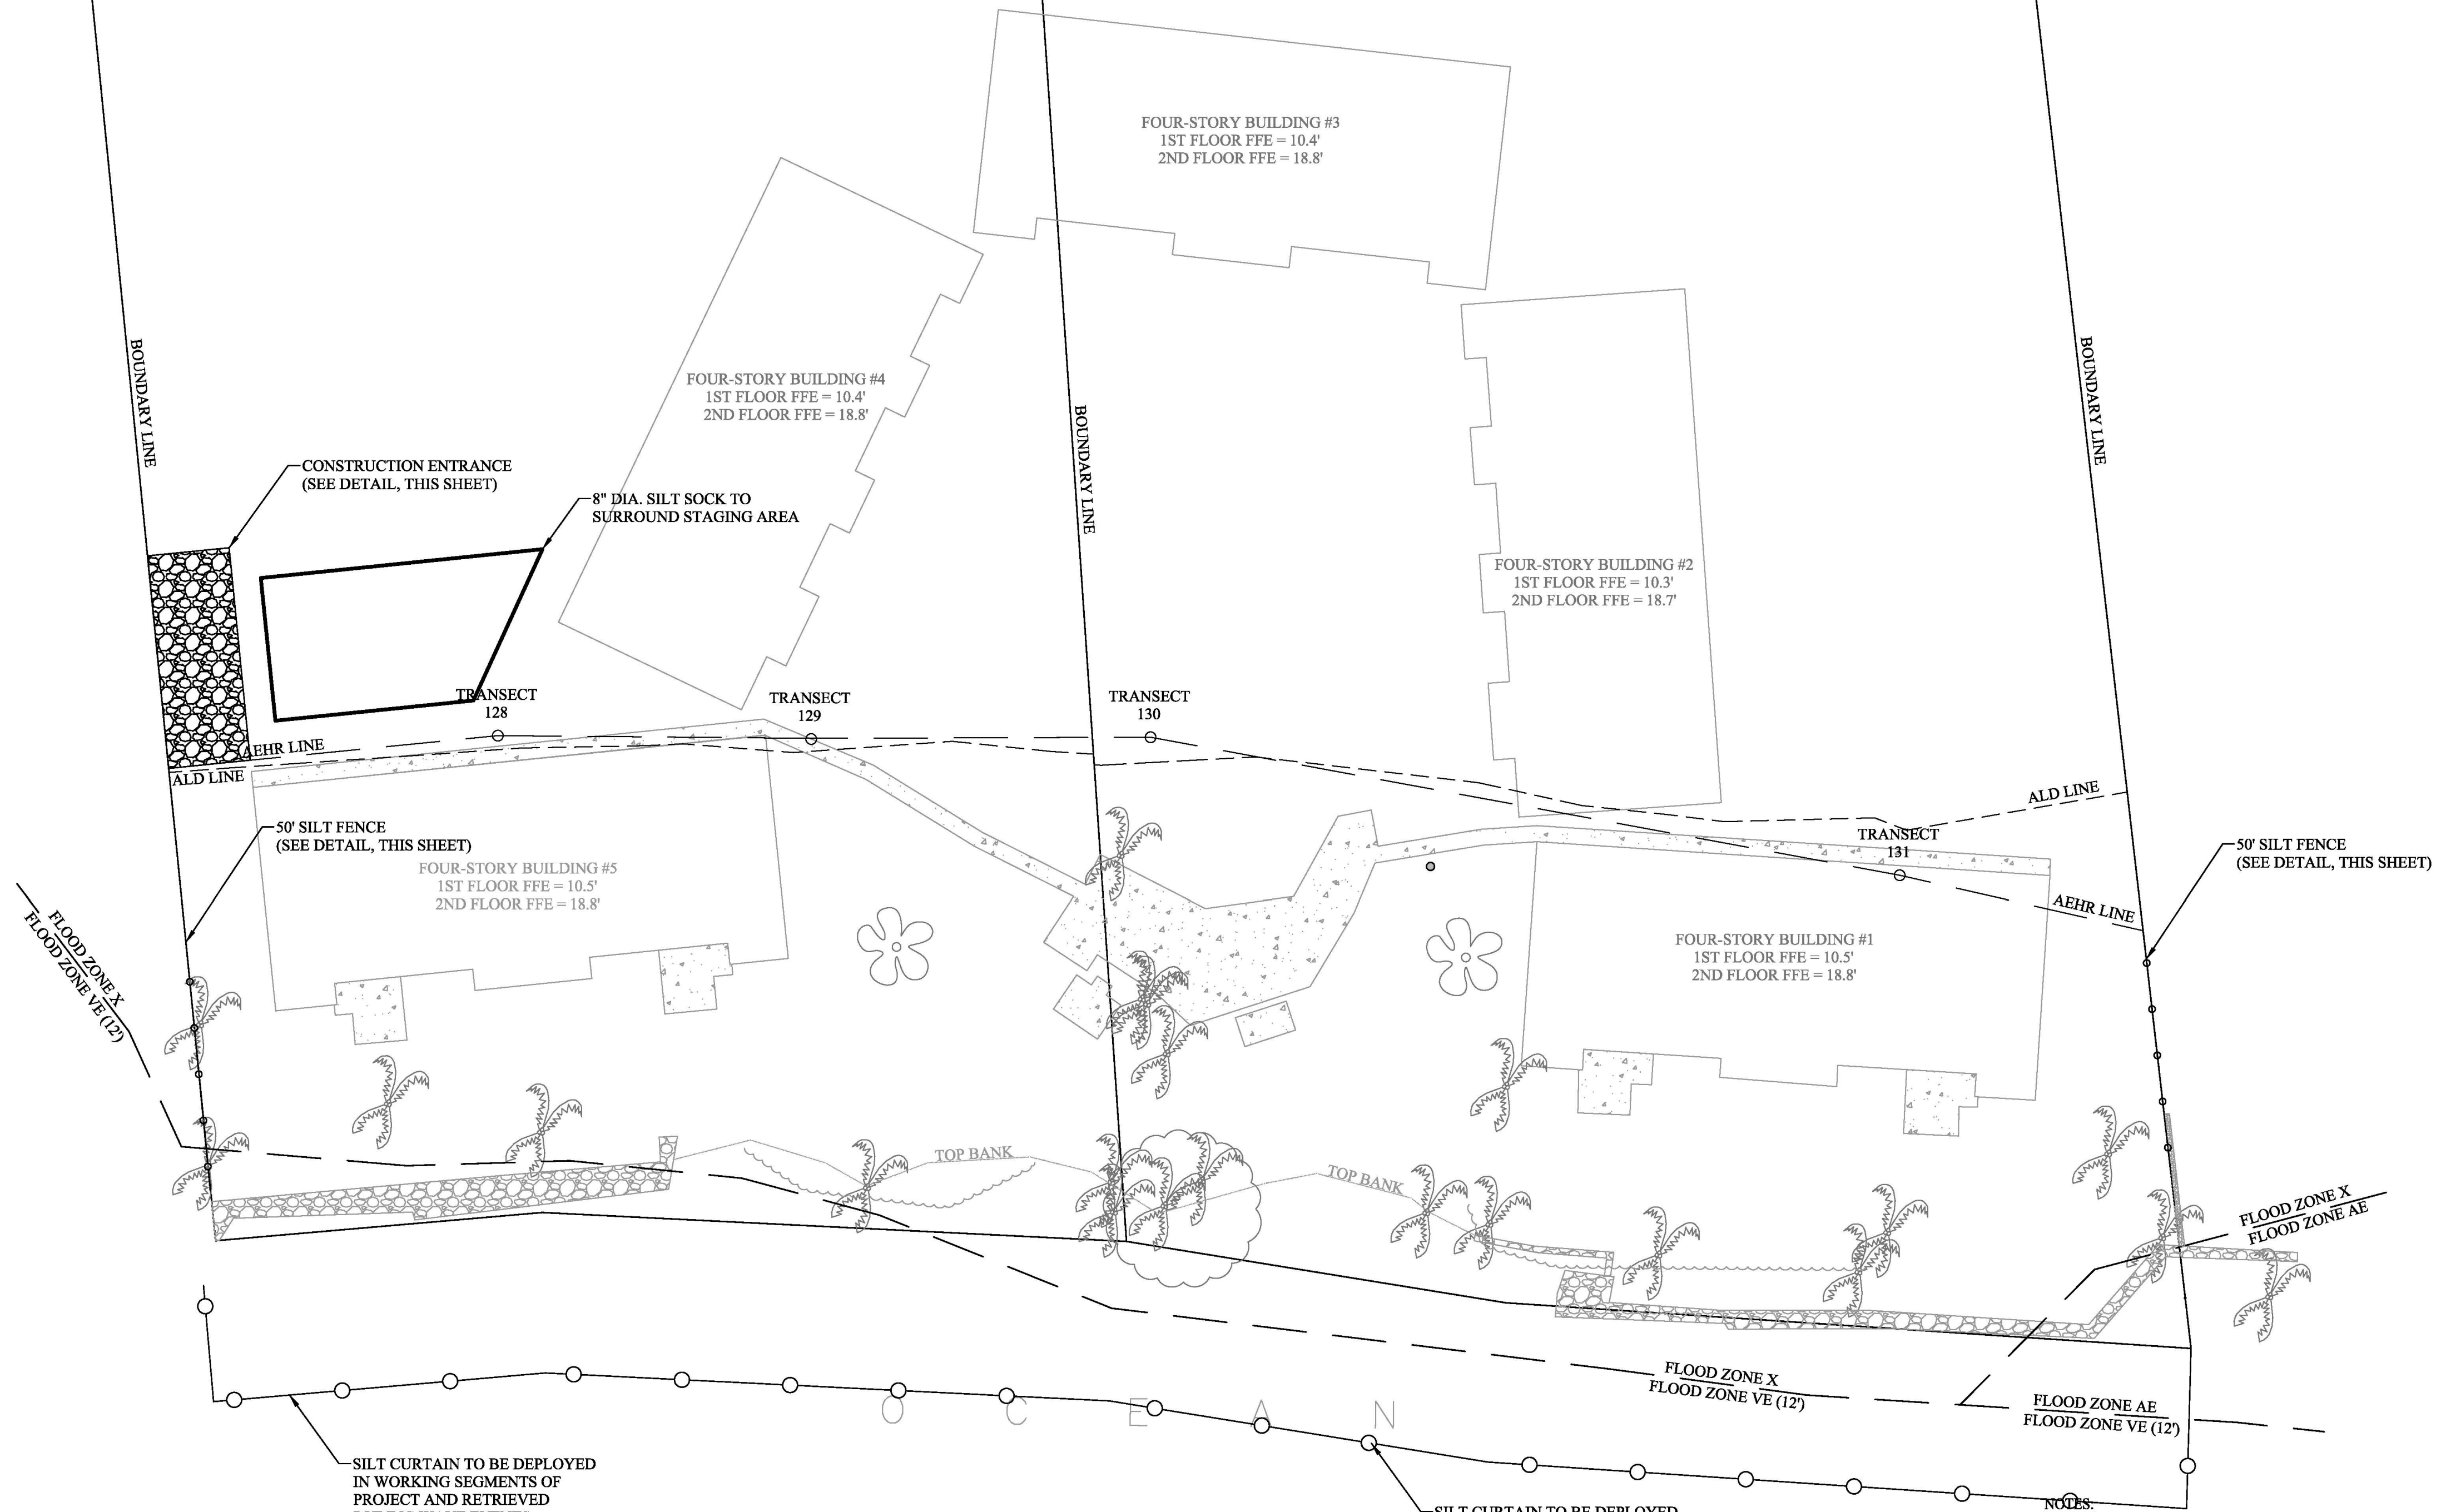 FOUR-STORY BUILDING #3
1ST FLOOR FFE = 10.4'
2ND FLOOR FFE = 18.8'
BOUNDARY LINE
BOUNDARY LINE
BOUNDARY LINE
FOUR-STORY BUILDING #4
1ST FLOOR FFE = 10.4'
2ND FLOOR FFE = 18.8'
CONSTRUCTION ENTRANCE
(SEE DETAIL, THIS SHEET)
8" DIA. SILT SOCK TO
SURROUND STAGING AREA
FOUR-STORY BUILDING #2
1ST FLOOR FFE = 10.3'
2ND FLOOR FFE = 18.7'
TRANSECT
128
TRANSECT
129
TRANSECT
130
AEHR LINE
ALD LINE
ALD LINE
TRANSECT
131
AEHR LINE
50' SILT FENCE
(SEE DETAIL, THIS SHEET)
50' SILT FENCE
(SEE DETAIL, THIS SHEET)
FOUR-STORY BUILDING #5
1ST FLOOR FFE = 10.5'
2ND FLOOR FFE = 18.8'
FOUR-STORY BUILDING #1
1ST FLOOR FFE = 10.5'
2ND FLOOR FFE = 18.8'
FLOOD ZONE X
FLOOD ZONE VE (12')
TOP BANK
TOP BANK
FLOOD ZONE X
FLOOD ZONE AE
FLOOD ZONE X
FLOOD ZONE VE (12')
FLOOD ZONE AE
FLOOD ZONE VE (12')
OCEAN
SILT CURTAIN TO BE DEPLOYED
IN WORKING SEGMENTS OF
PROJECT AND RETRIEVED
SILT CURTAIN TO BE DEPLOYED
NOTES: